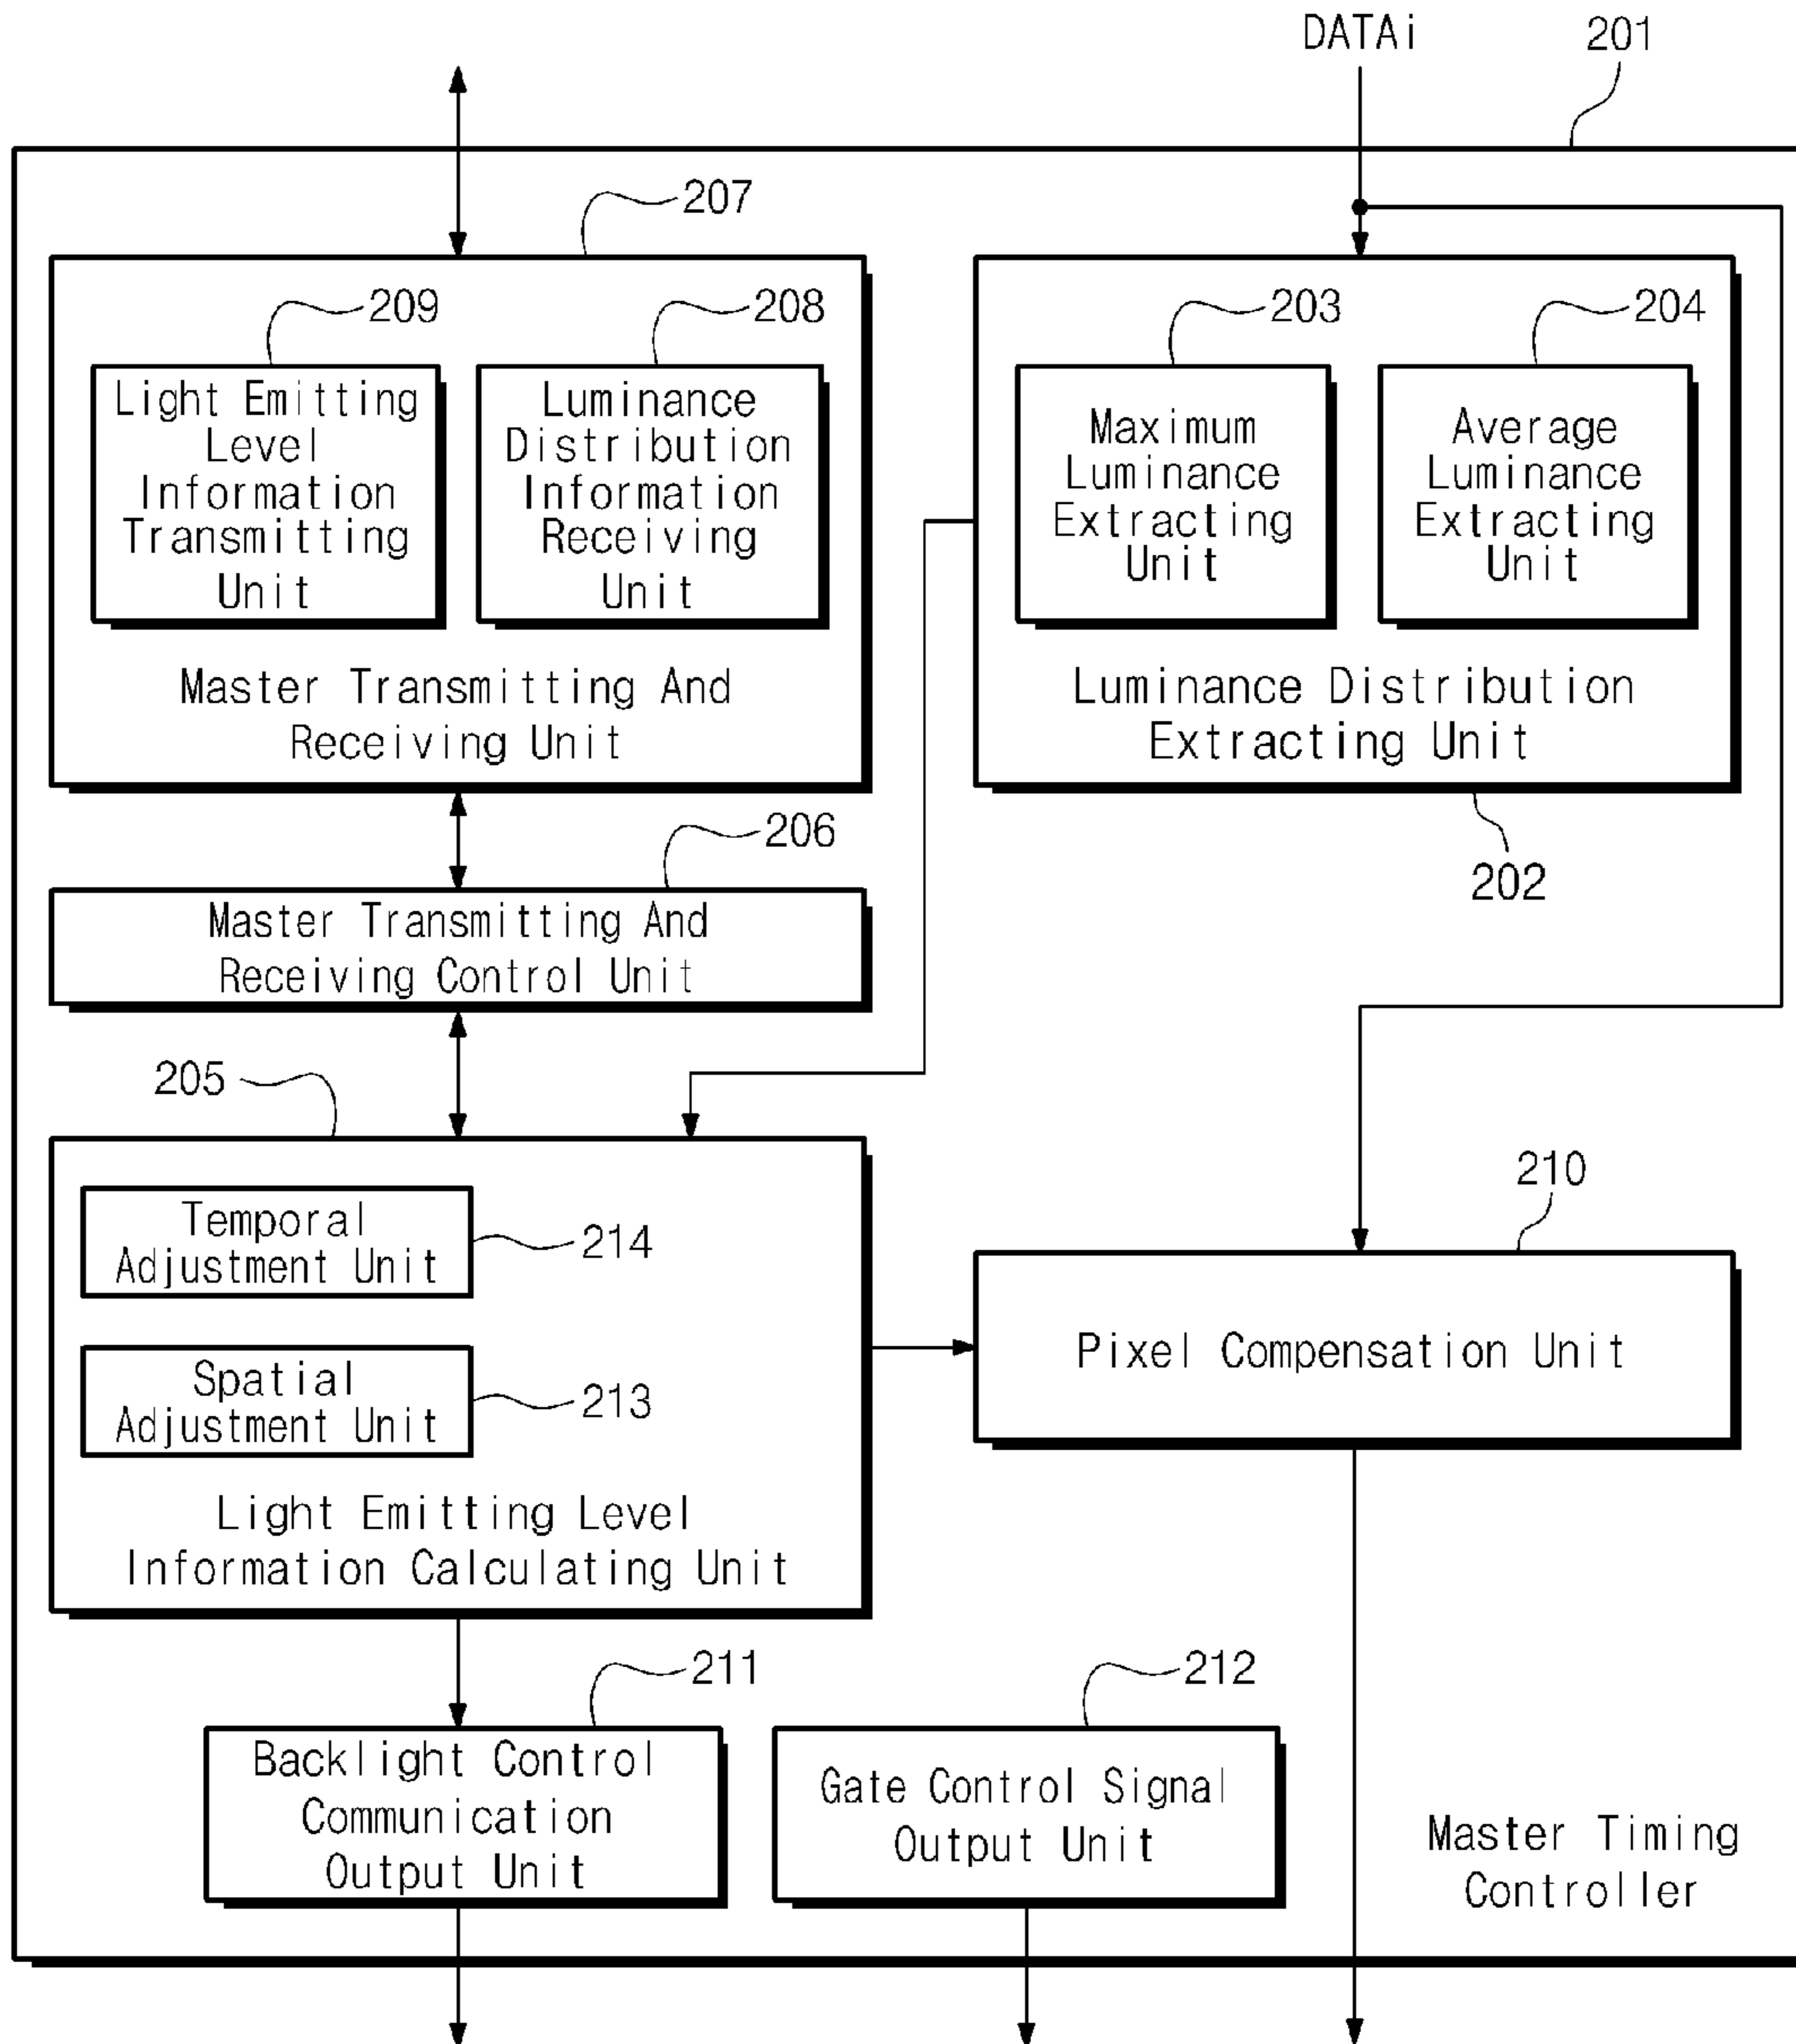 DATAi
201
207
209
208
203
204
Light Emitting
Level
Information
Transmitting
Unit
Luminance
Distribution
Information
Receiving
Unit
Maximum
Luminance
Extracting
Unit
Average
Luminance
Extracting
Unit
Master Transmitting And
Receiving Unit
Luminance Distribution
Extracting Unit
206
202
Master Transmitting And
Receiving Control Unit
205
210
Temporal
Adjustment Unit
214
Spatial
Adjustment Unit
213
Pixel Compensation Unit
Light Emitting Level
Information Calculating Unit
211
212
Backlight Control
Communication
Output Unit
Gate Control Signal
Output Unit
Master Timing
Controller